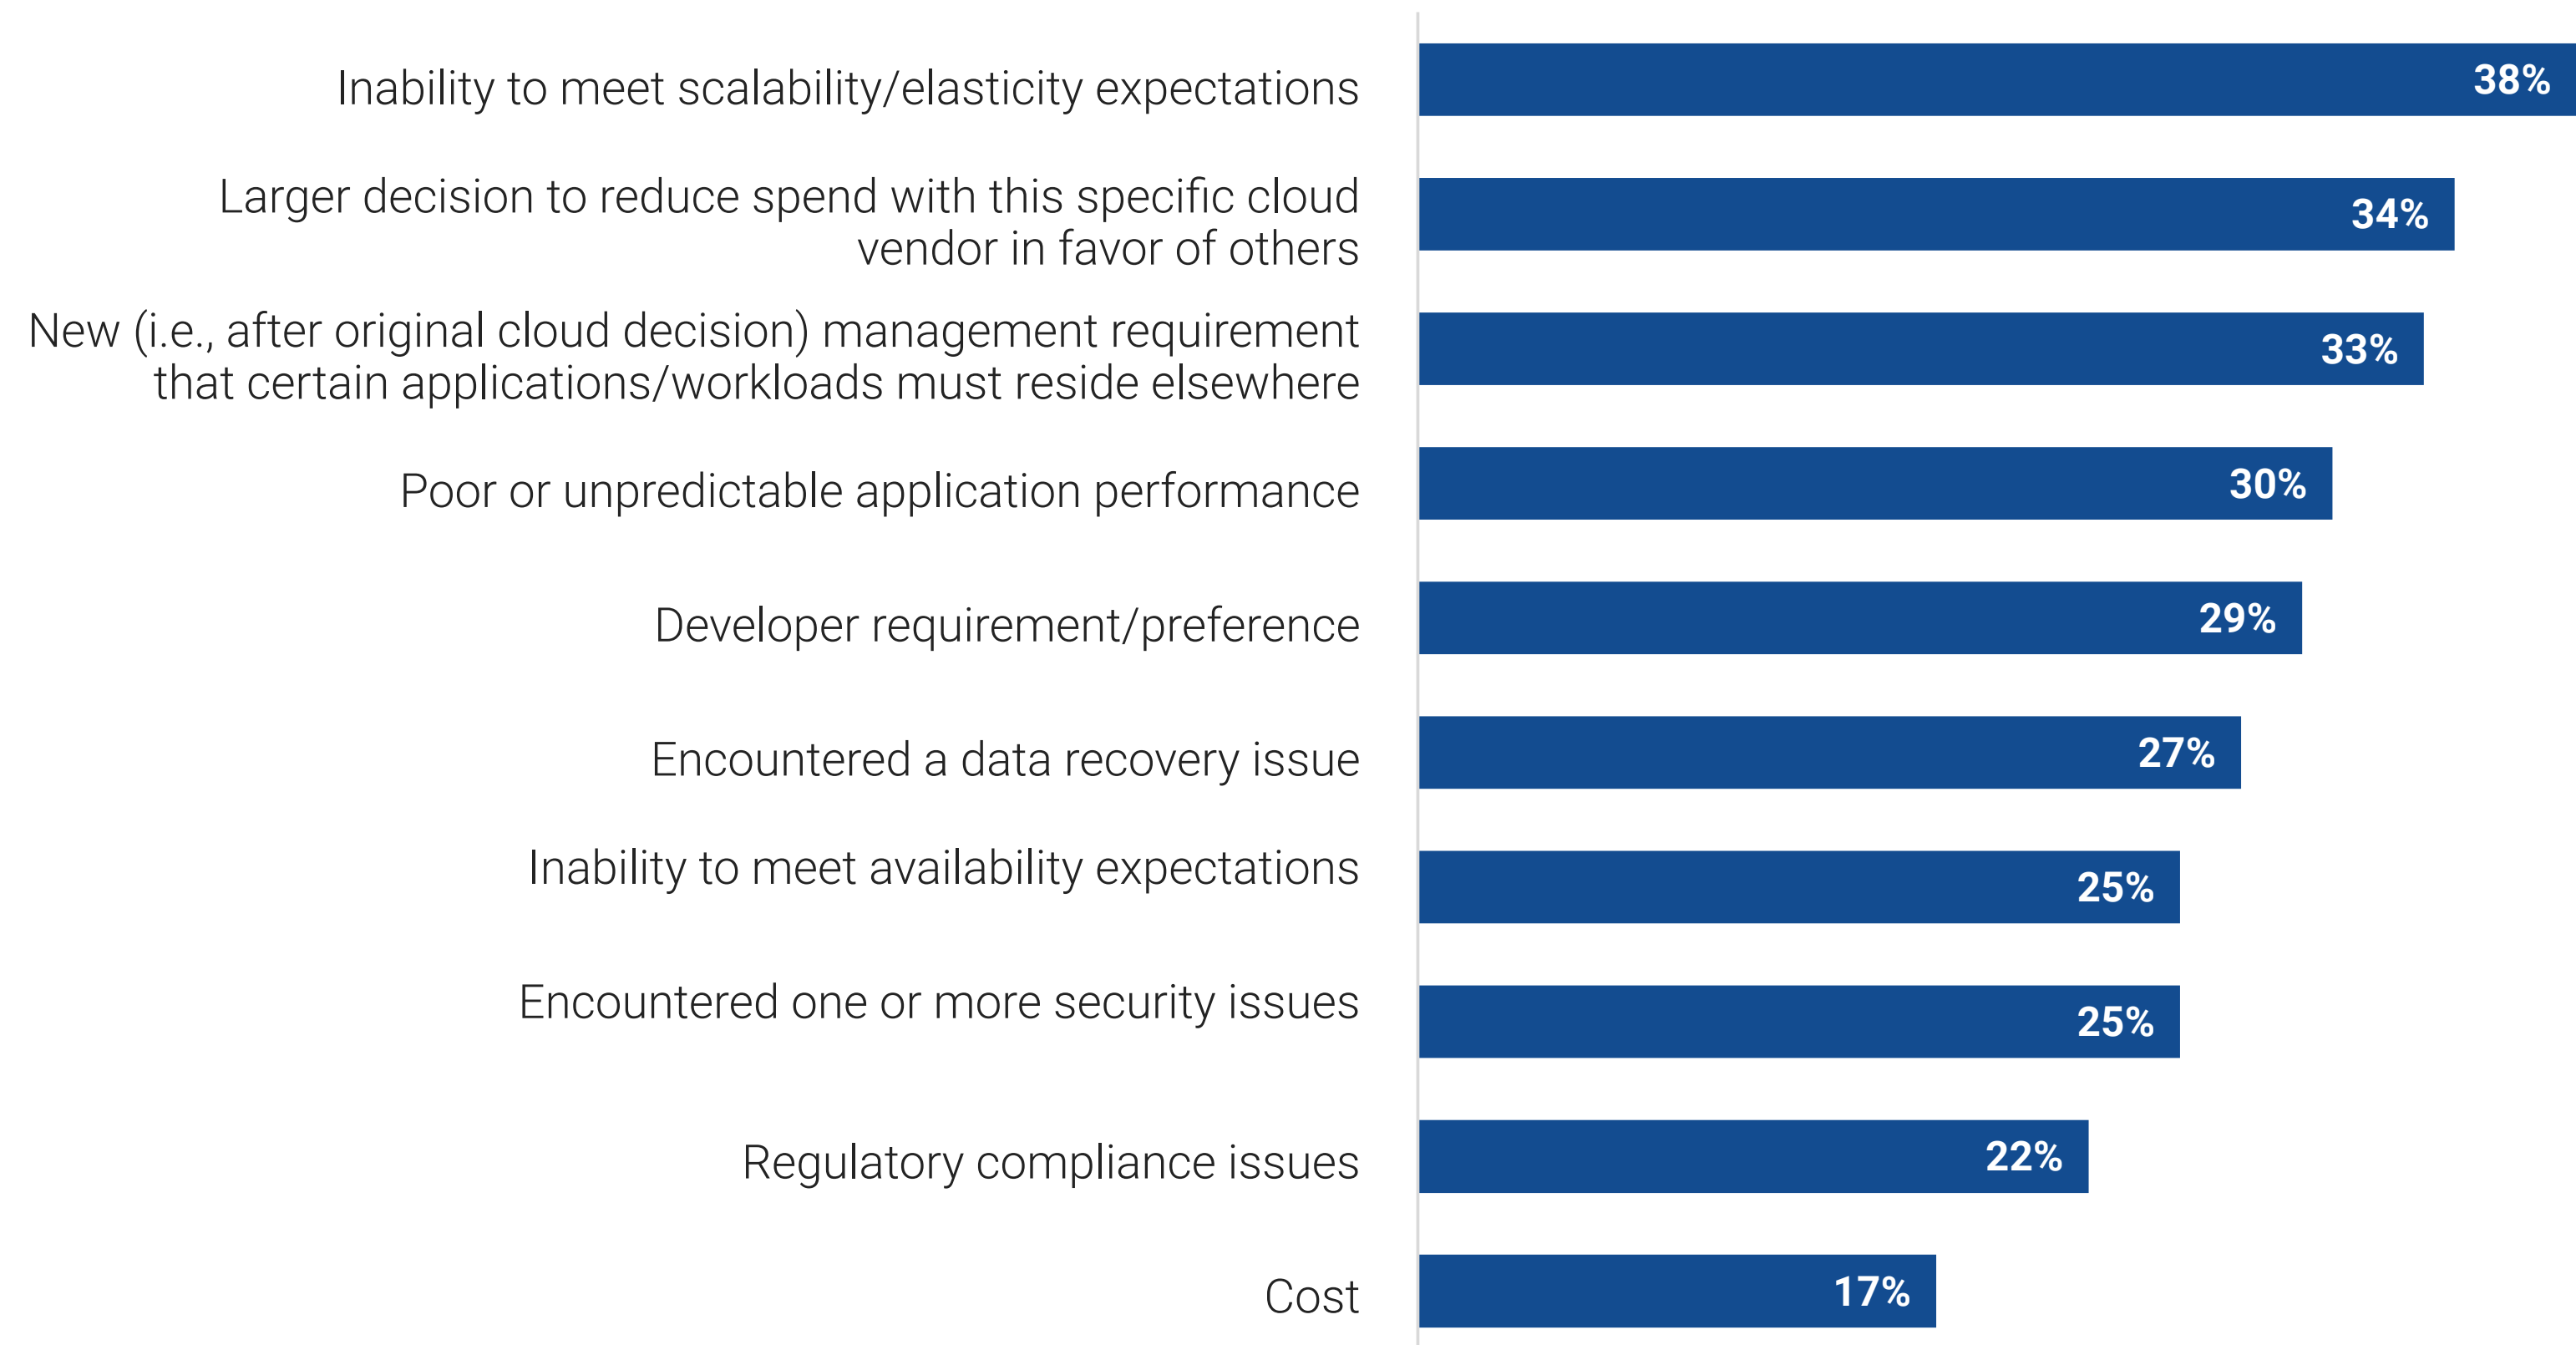 Inability to meet scalability/elasticity expectations
38%
Larger decision to reduce spend with this specific cloud
vendor in favor of others
34%
New (i.e., after original cloud decision) management requirement
that certain applications/workloads must reside elsewhere
33%
Poor or unpredictable application performance
30%
Developer requirement/preference
29%
Encountered a data recovery issue
27%
Inability to meet availability expectations
25%
Encountered one or more security issues
25%
Regulatory compliance issues
22%
Cost
17%